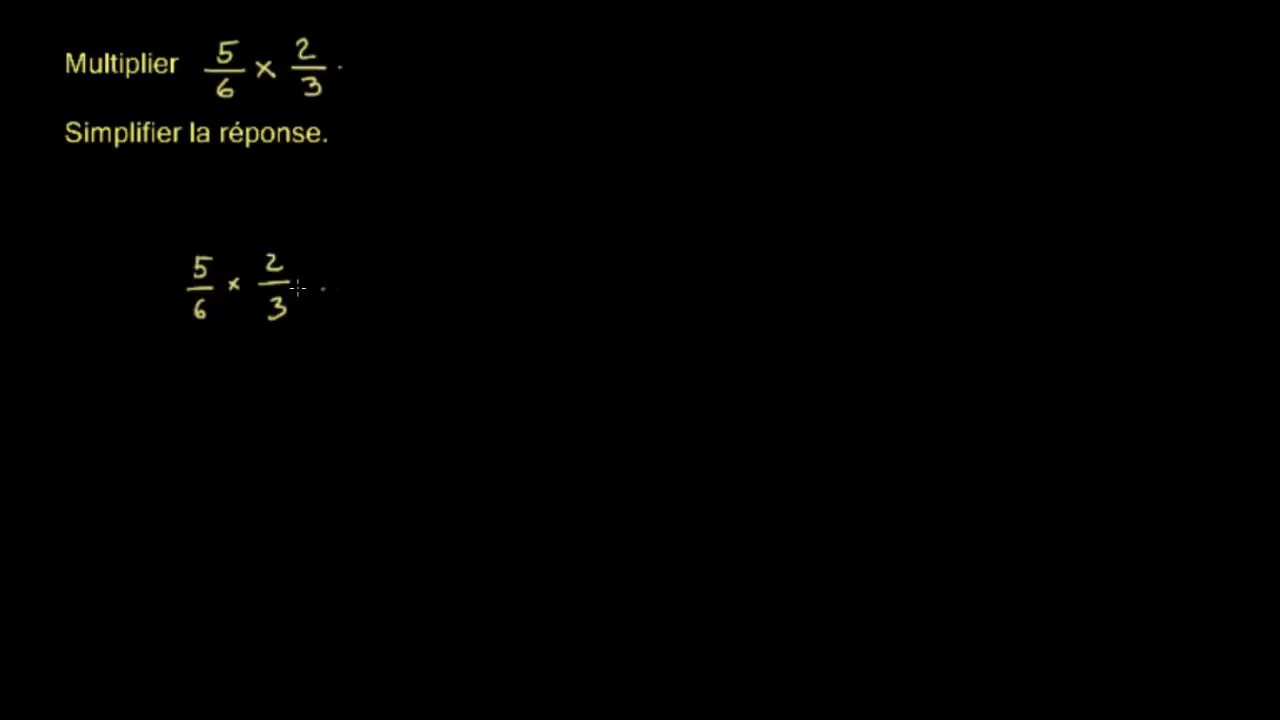 Multiplier 5/6 × 2/3
Simplifier la réponse.
5/6 × 2/3